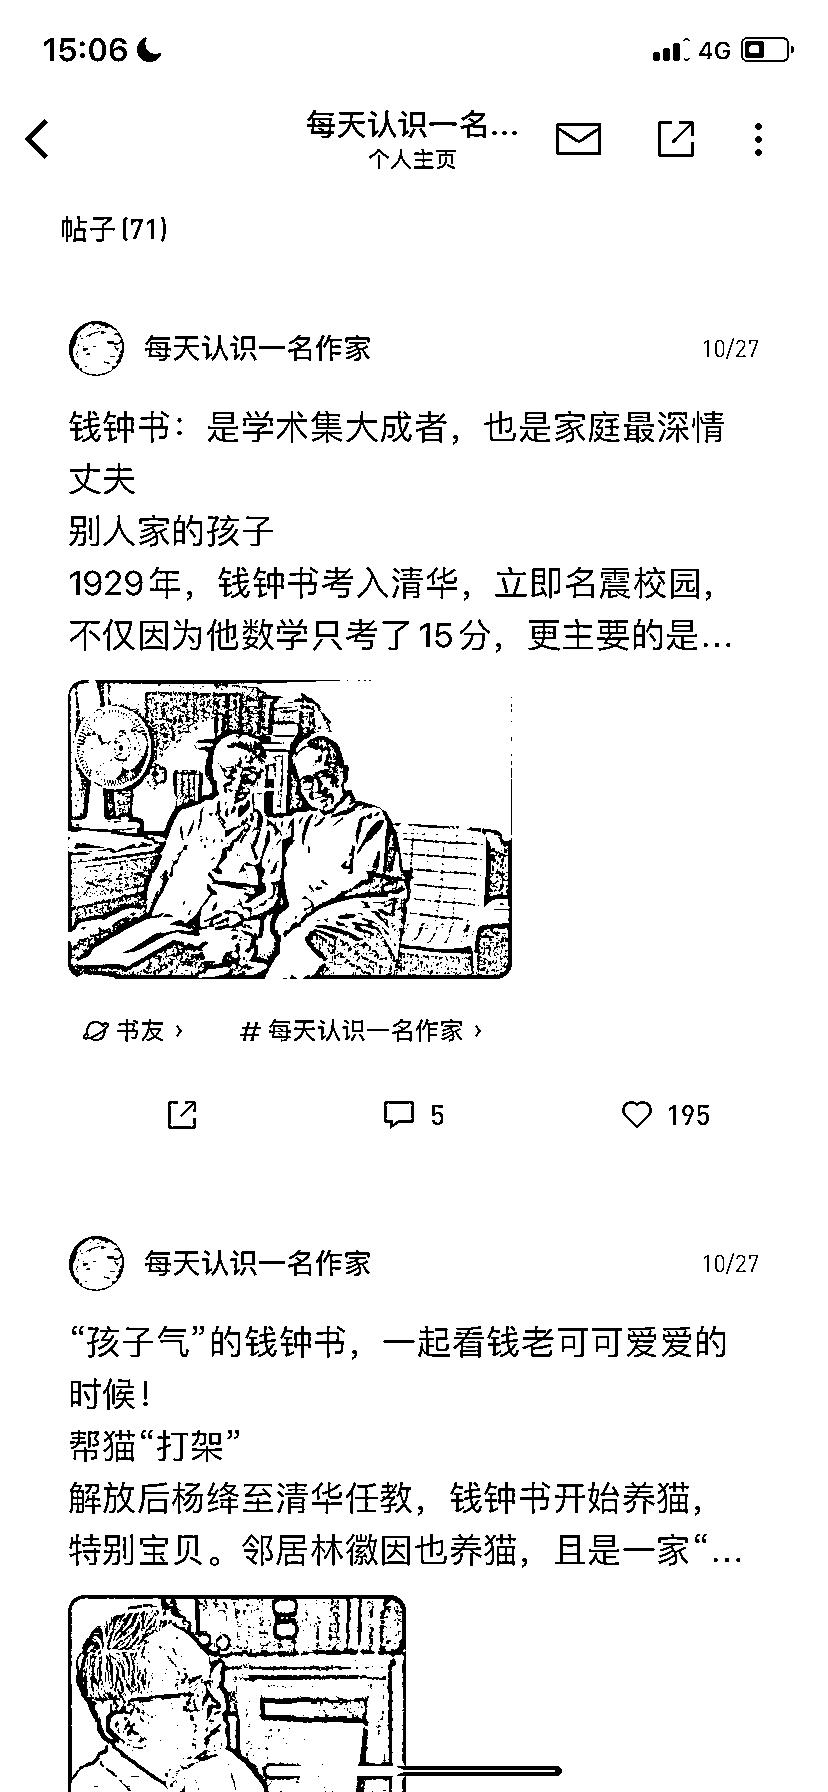 15:06
4G
每天认识一名...
个人主页
帖子(71)
每天认识一名作家
10/27
钱钟书：是学术集大成者，也是家庭最深情
丈夫
别人家的孩子
1929年，钱钟书考入清华，立即名震校园，
不仅因为他数学只考了15分，更主要的是...
书友 ›
# 每天认识一名作家 ›
5
195
每天认识一名作家
10/27
“孩子气”的钱钟书，一起看钱老可可爱爱的
时候！
帮猫“打架”
解放后杨绛至清华任教，钱钟书开始养猫，
特别宝贝。邻居林徽因也养猫，且是一家“...